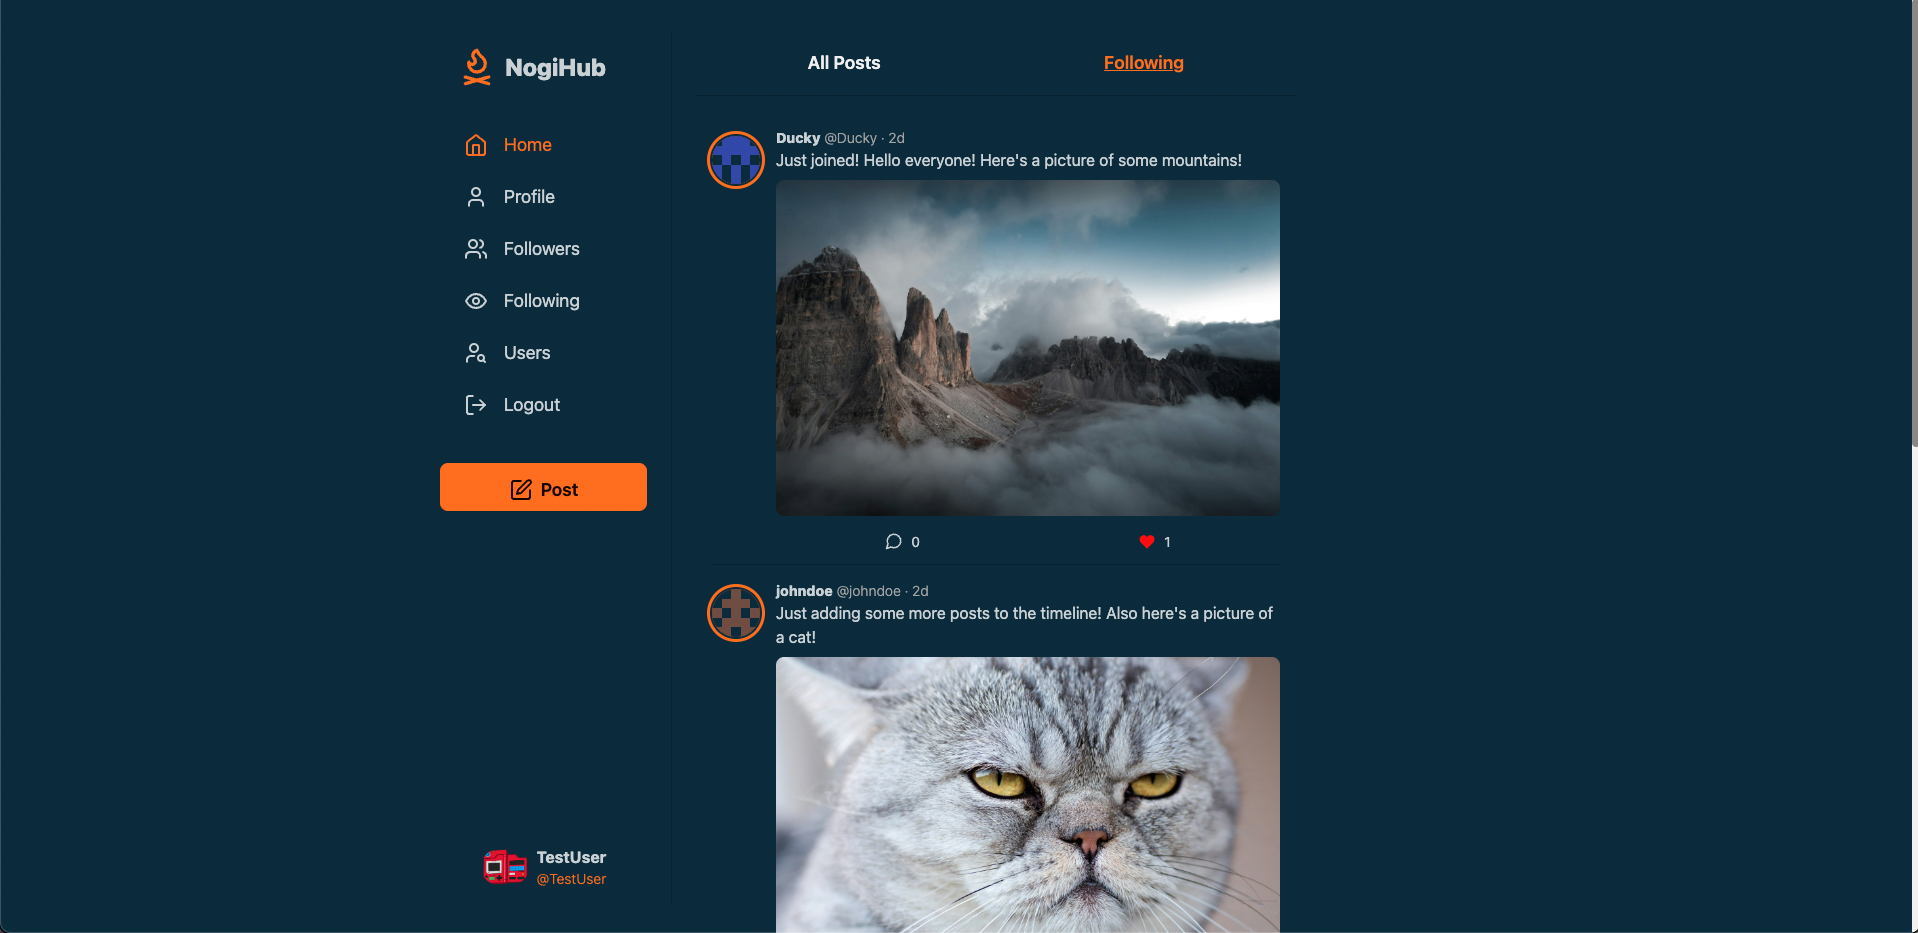 NogiHub
Home
Profile
Followers
Following
Users
Logout
Post
TestUser
@TestUser
All Posts
Following
Ducky @Ducky · 2d
Just joined! Hello everyone! Here's a picture of some mountains!
0
1
johndoe @johndoe · 2d
Just adding some more posts to the timeline! Also here's a picture of
a cat!